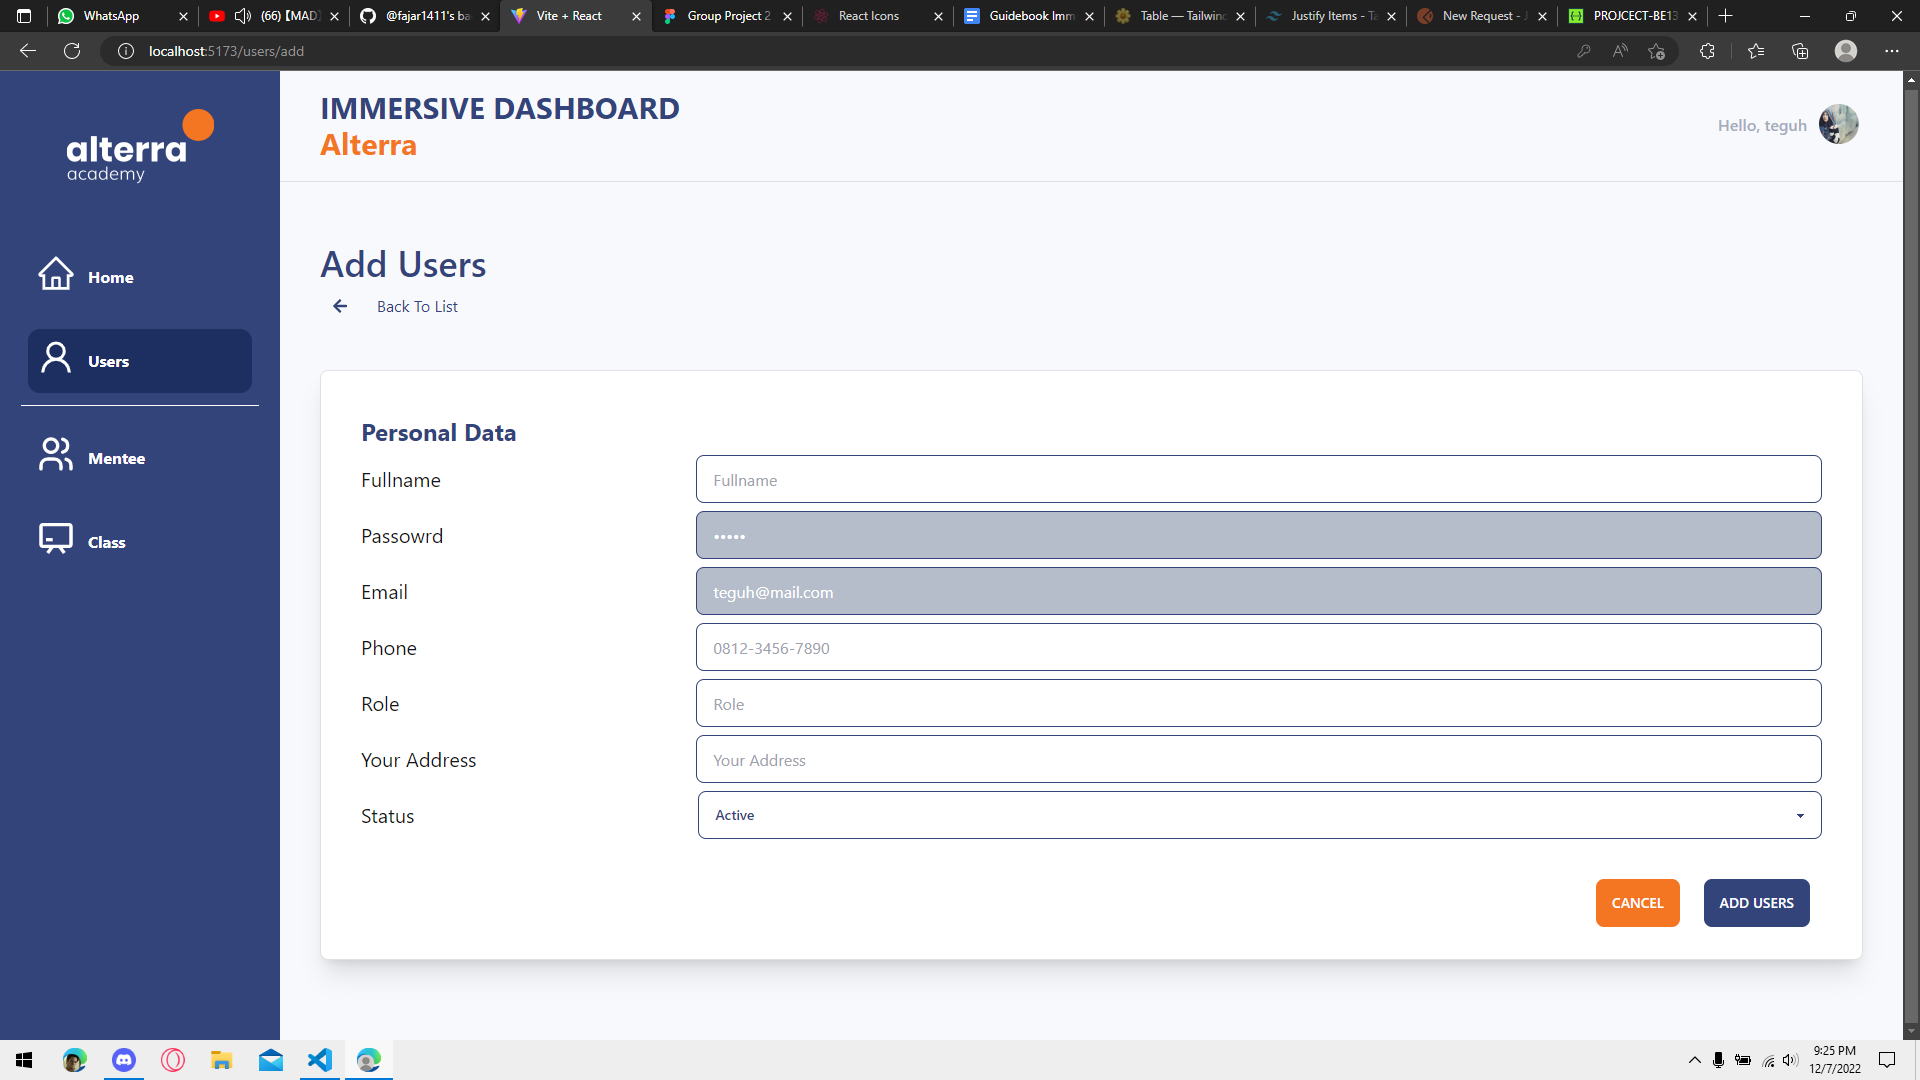 WhatsApp
(66) 【MAD
@fajar1411's ba
Vite + React
Group Project 2
React Icons
Guidebook Imm
Table — Tailwind
Justify Items - Ta
New Request - J
PROJCECT-BE13
localhost:5173/users/add
alterra
academy
IMMERSIVE DASHBOARD
Alterra
Hello, teguh
Home
Users
Mentee
Class
Add Users
Back To List
Personal Data
Fullname
Fullname
Passowrd
•••••
Email
teguh@mail.com
Phone
0812-3456-7890
Role
Role
Your Address
Your Address
Status
Active
CANCEL
ADD USERS
9:25 PM
12/7/2022